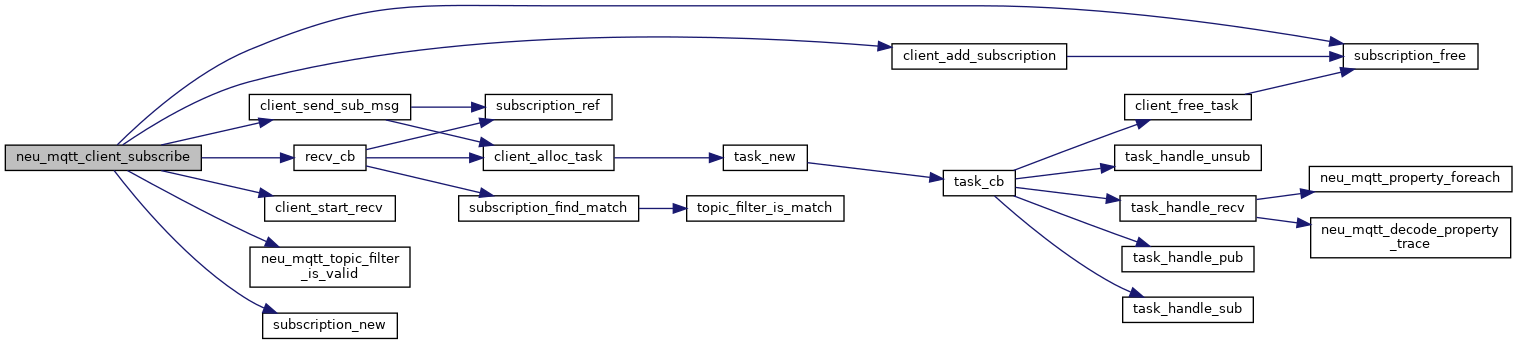 neu_mqtt_client_subscribe
client_send_sub_msg
recv_cb
client_start_recv
neu_mqtt_topic_filter
_is_valid
subscription_new
subscription_ref
client_alloc_task
subscription_find_match
task_new
topic_filter_is_match
client_add_subscription
task_cb
client_free_task
task_handle_unsub
task_handle_recv
task_handle_pub
task_handle_sub
subscription_free
neu_mqtt_property_foreach
neu_mqtt_decode_property
_trace